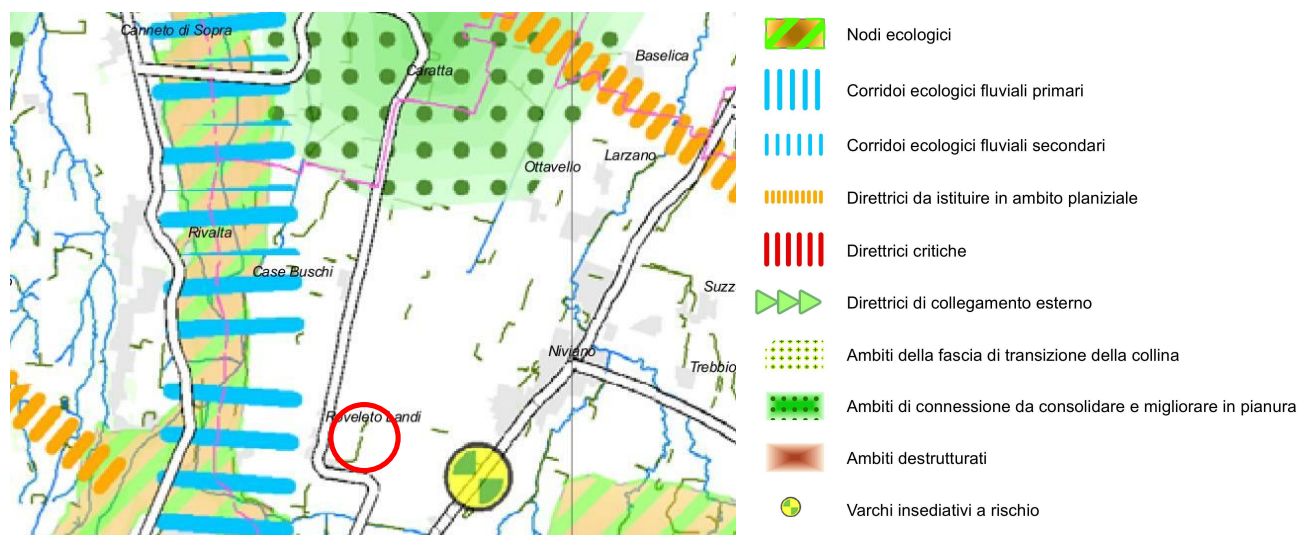 Canneto di Sopra
Baselica
Caratta
Larzano
Ottavello
Rivalta
Case Buschi
Suzz
Niviano
Trebbio
Roveleto Landi
Nodi ecologici
Corridoi ecologici fluviali primari
Corridoi ecologici fluviali secondari
Direttrici da istituire in ambito planiziale
Direttrici critiche
Direttrici di collegamento esterno
Ambiti della fascia di transizione della collina
Ambiti di connessione da consolidare e migliorare in pianura
Ambiti destrutturati
Varchi insediativi a rischio